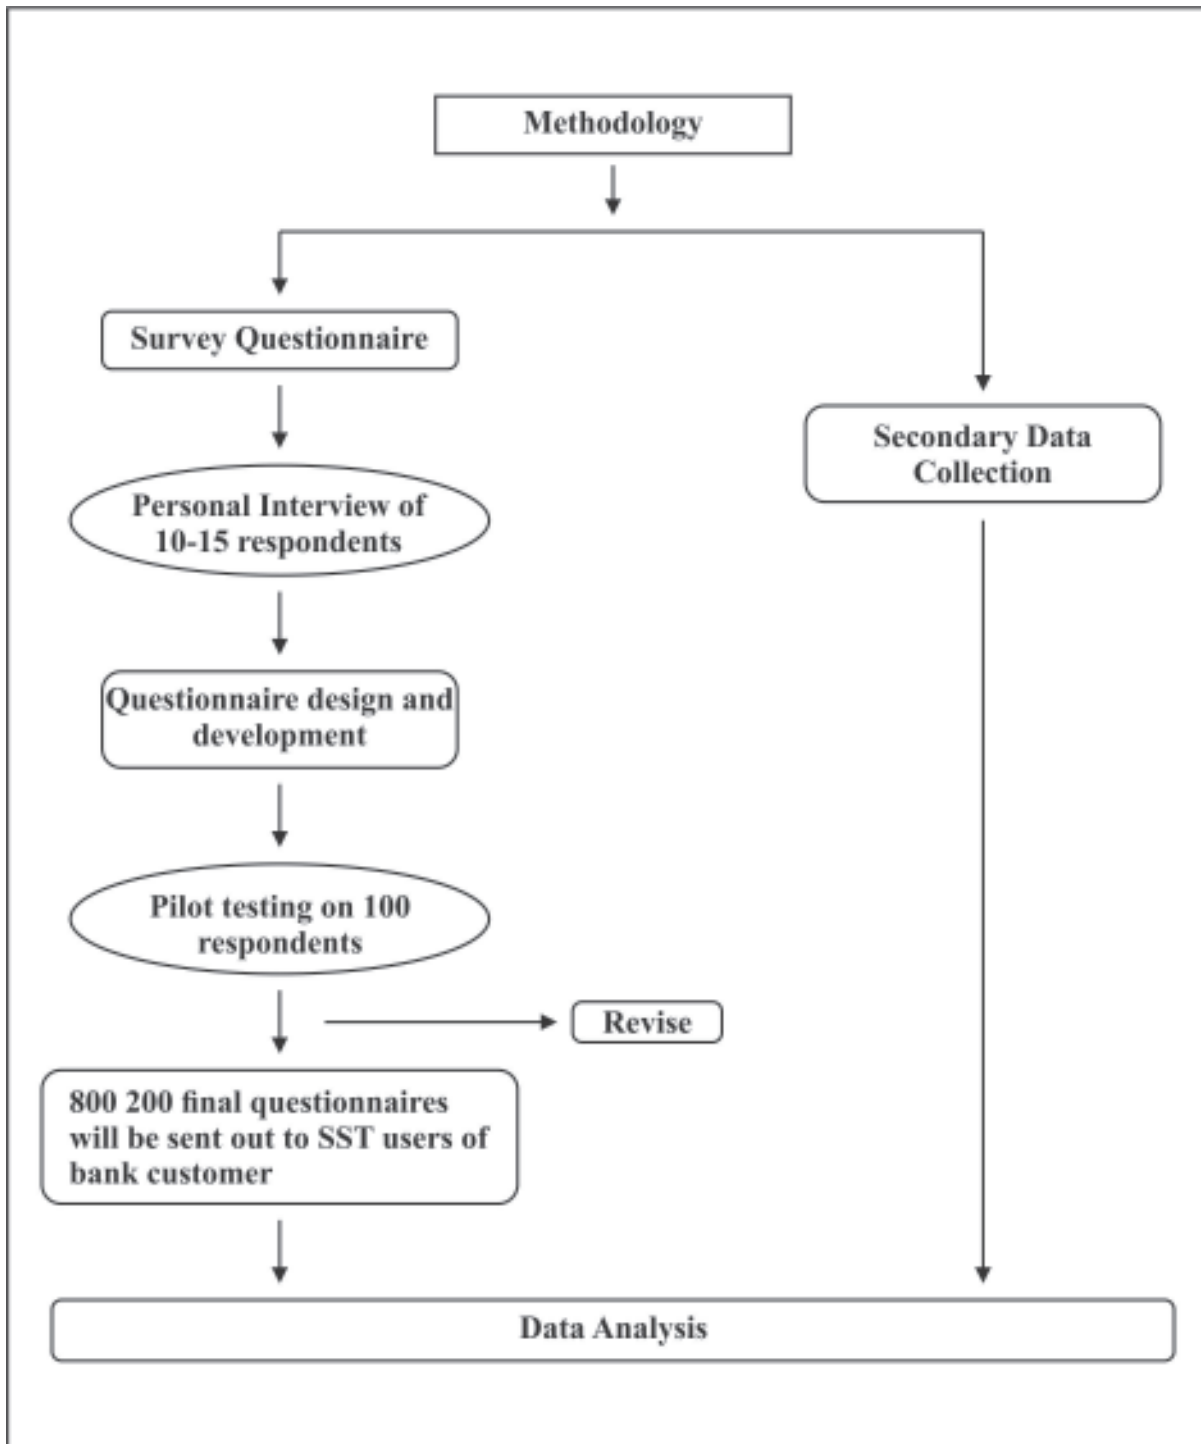 Methodology
Survey Questionnaire
Secondary Data
Collection
Personal Interview of
10-15 respondents
Questionnaire design and
development
Pilot testing on 100
respondents
Revise
800 200 final questionnaires
will be sent out to SST users of
bank customer
Data Analysis